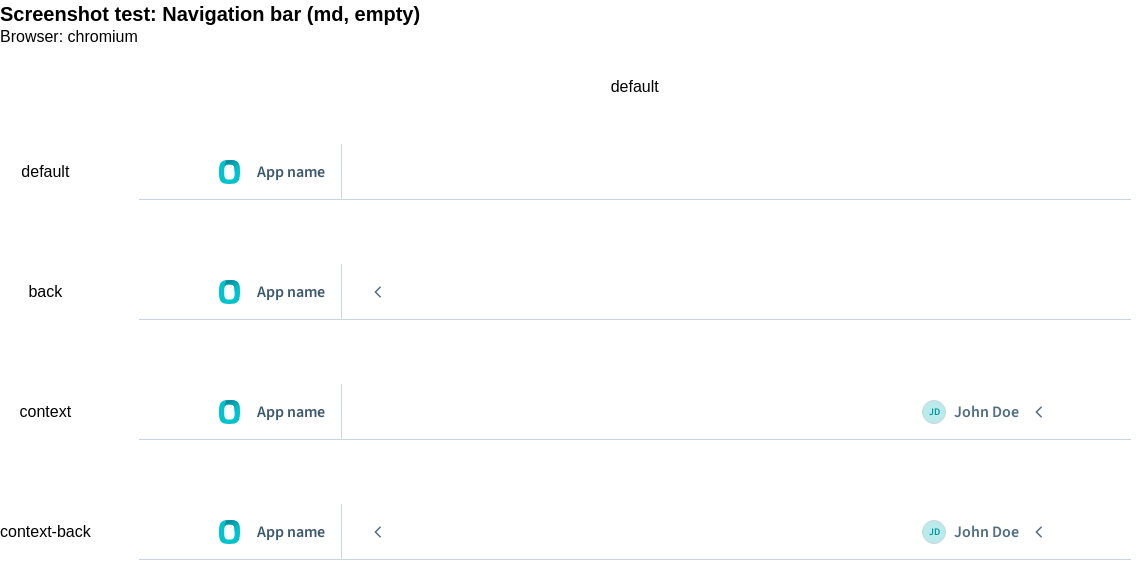 Screenshot test: Navigation bar (md, empty)
Browser: chromium
default
default App name
back App name
context App name JD John Doe
context-back App name JD John Doe